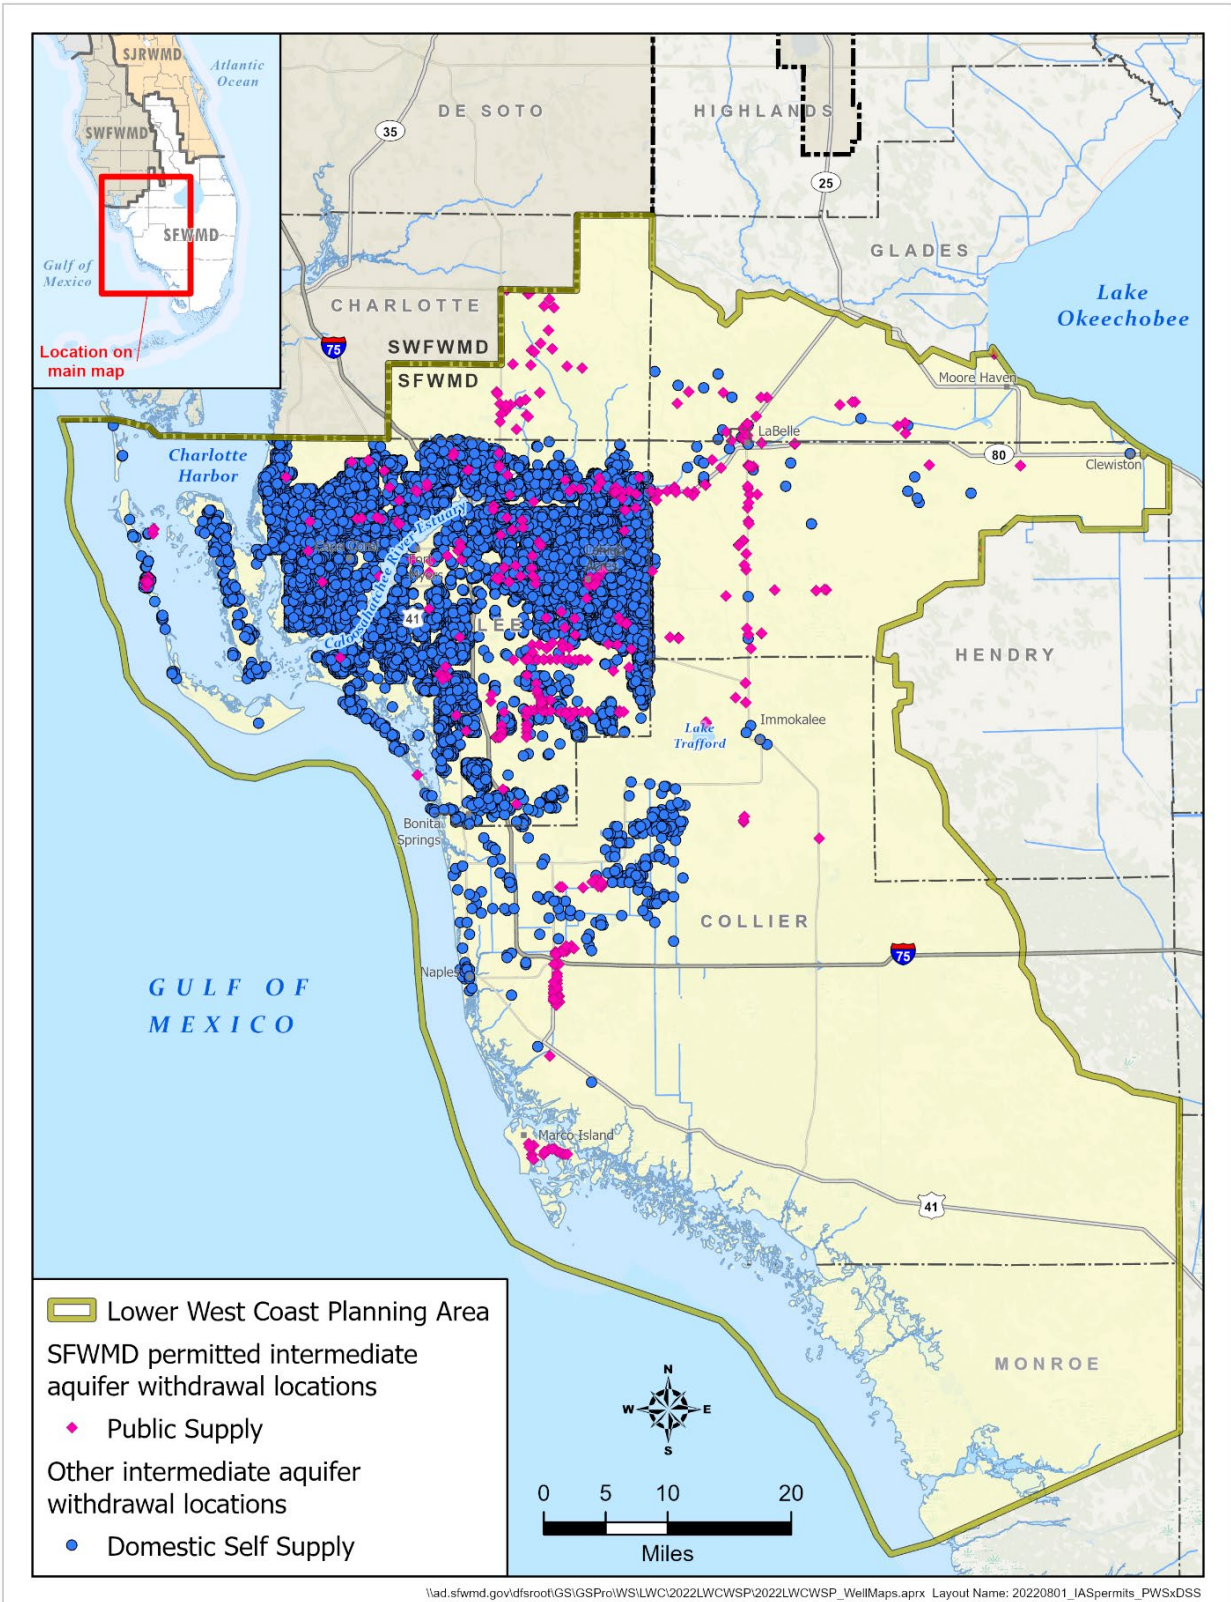 SJRWMD
Atlantic
Ocean
SWFWMD
SFWMD
Gulf of
Mexico
Location on
main map
DE SOTO
HIGHLANDS
35
25
GLADES
CHARLOTTE
Lake
Okeechobee
75
SWFWMD
SFWMD
Moore Haven
LaBelle
Charlotte
Harbor
80
Clewiston
Caloosahatchee River Estuary
41
LEE
HENDRY
Immokalee
Lake
Trafford
Bonita
Springs
COLLIER
75
Naples
GULF OF
MEXICO
Marco Island
41
MONROE
Lower West Coast Planning Area
SFWMD permitted intermediate
aquifer withdrawal locations
Public Supply
Other intermediate aquifer
withdrawal locations
Domestic Self Supply
N
W E
S
0 5 10 20
Miles
\\ad.sfwmd.gov\dfsroot\GS\GSPro\WS\LWC\2022LWCWSP\2022LWCWSP_WellMaps.aprx Layout Name: 20220801_IASpermits_PWSxDSS